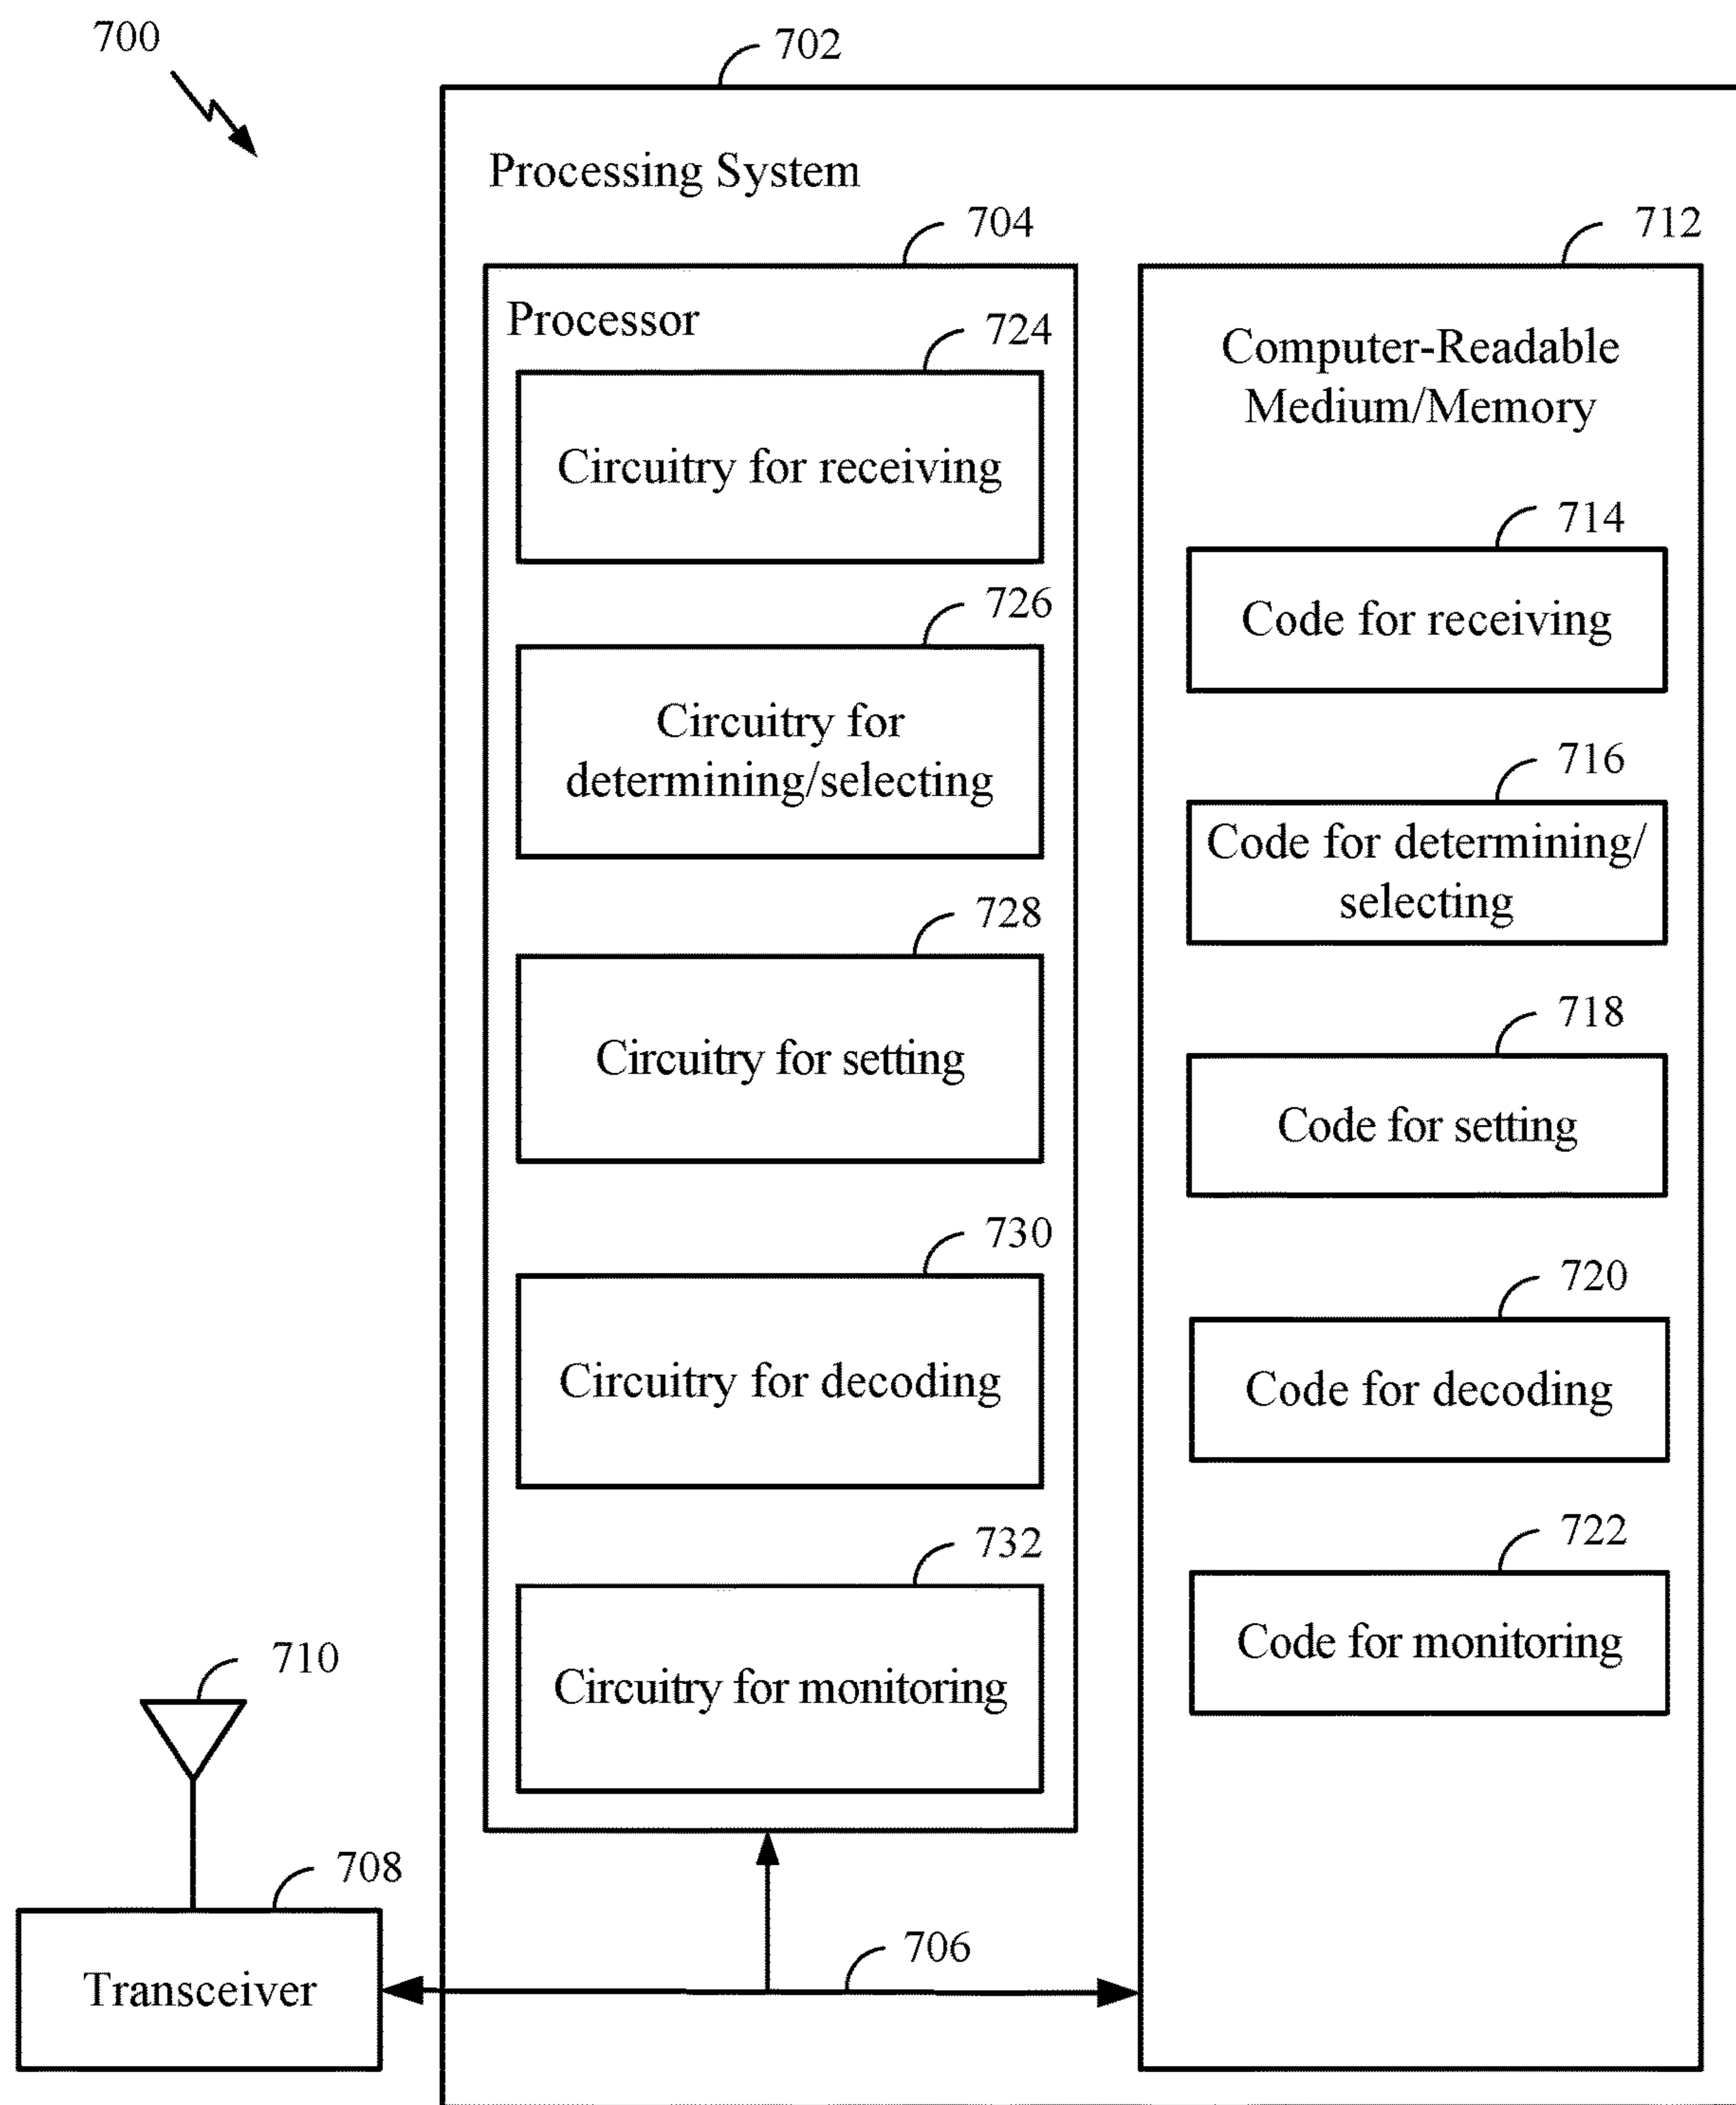 700
702
Processing System
704
712
Processor
724
Computer-Readable
Medium/Memory
Circuitry for receiving
714
Code for receiving
726
Circuitry for
determining/selecting
716
Code for determining/
selecting
728
Circuitry for setting
718
Code for setting
730
Circuitry for decoding
720
Code for decoding
732
Circuitry for monitoring
722
Code for monitoring
710
708
Transceiver
706